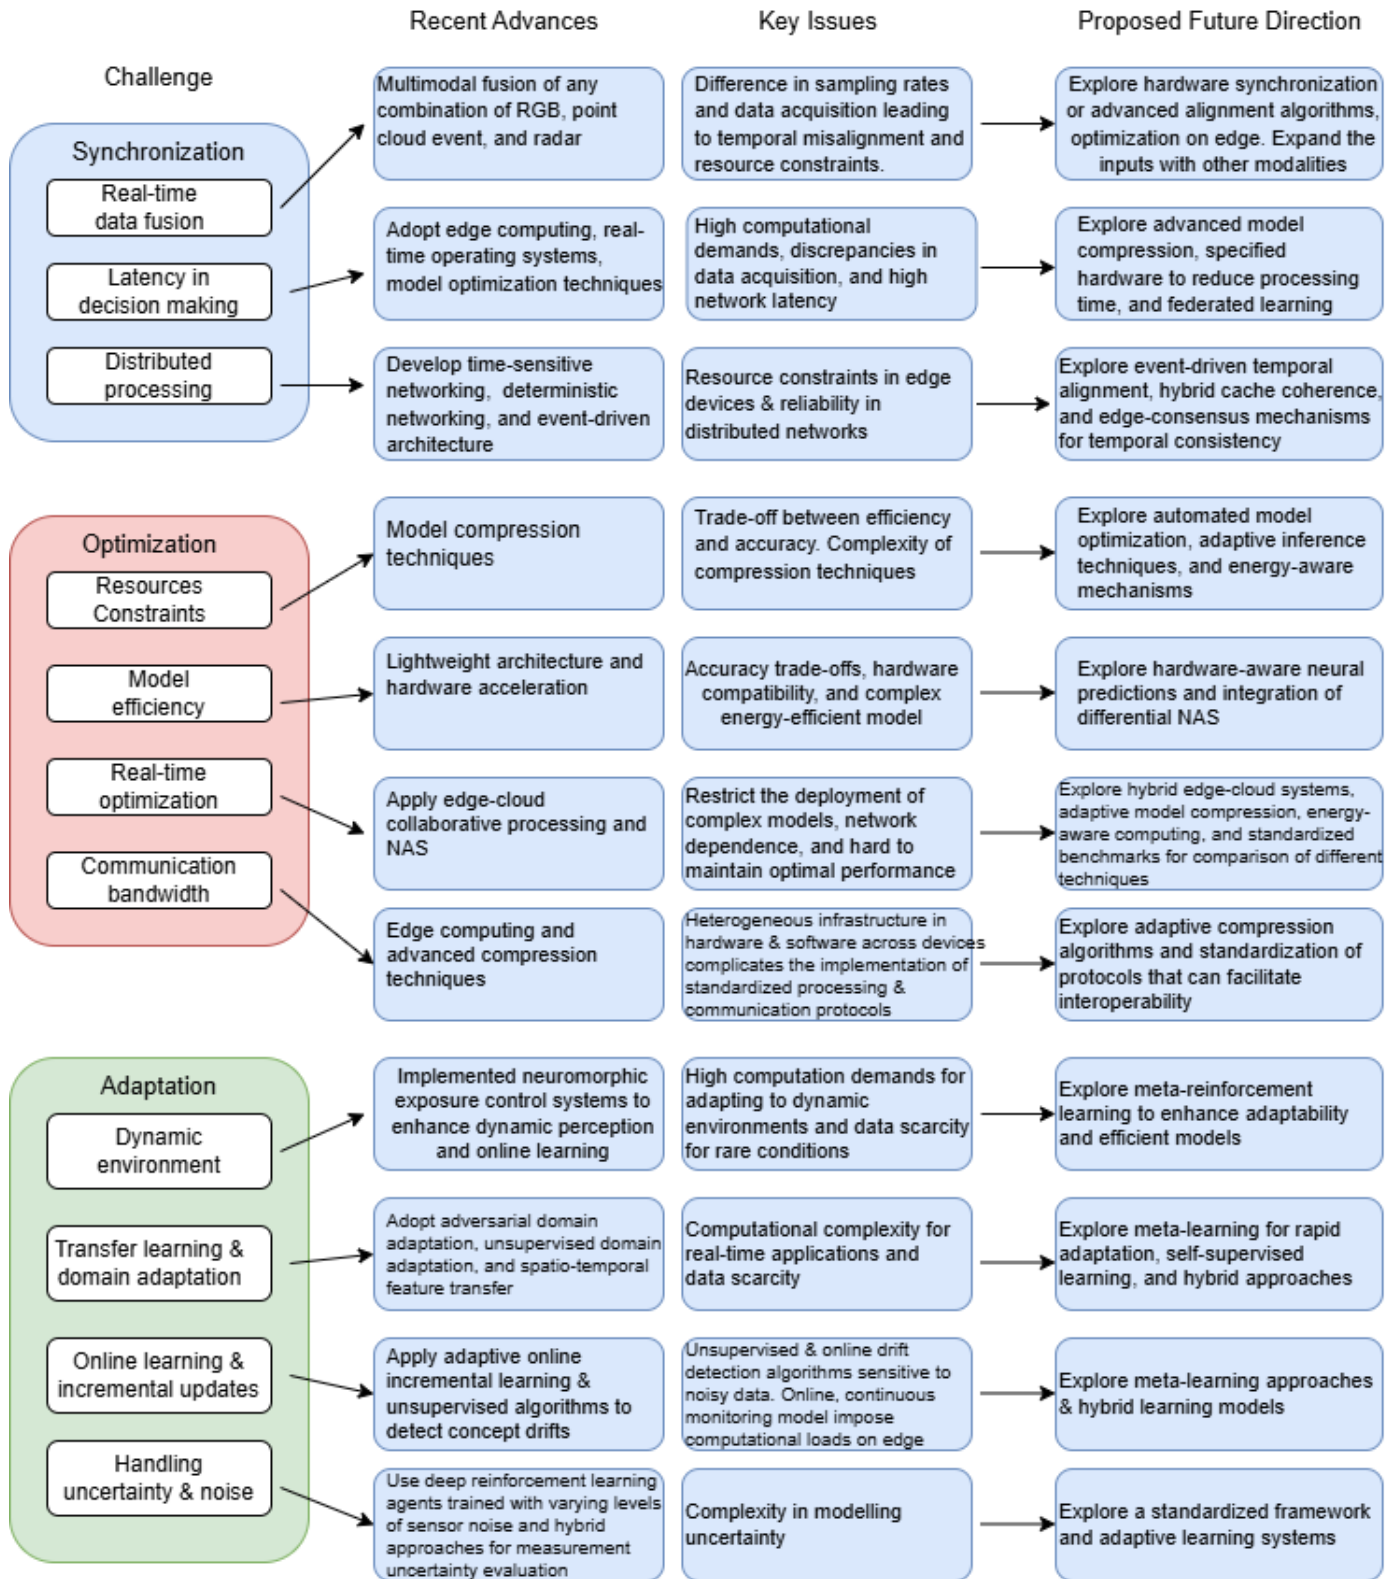 Recent Advances
Key Issues
Proposed Future Direction
Challenge
Synchronization
Real-time
data fusion
Multimodal fusion of any
combination of RGB, point
cloud event, and radar
Difference in sampling rates
and data acquisition leading
to temporal misalignment and
resource constraints.
Explore hardware synchronization
or advanced alignment algorithms,
optimization on edge. Expand the
inputs with other modalities
Latency in
decision making
Adopt edge computing, real-
time operating systems,
model optimization techniques
High computational
demands, discrepancies in
data acquisition, and high
network latency
Explore advanced model
compression, specified
hardware to reduce processing
time, and federated learning
Distributed
processing
Develop time-sensitive
networking, deterministic
networking, and event-driven
architecture
Resource constraints in edge
devices & reliability in
distributed networks
Explore event-driven temporal
alignment, hybrid cache coherence,
and edge-consensus mechanisms
for temporal consistency
Optimization
Resources
Constraints
Model compression
techniques
Trade-off between efficiency
and accuracy. Complexity of
compression techniques
Explore automated model
optimization, adaptive inference
techniques, and energy-aware
mechanisms
Model
efficiency
Lightweight architecture and
hardware acceleration
Accuracy trade-offs, hardware
compatibility, and complex
energy-efficient model
Explore hardware-aware neural
predictions and integration of
differential NAS
Real-time
optimization
Apply edge-cloud
collaborative processing and
NAS
Restrict the deployment of
complex models, network
dependence, and hard to
maintain optimal performance
Explore hybrid edge-cloud systems,
adaptive model compression, energy-
aware computing, and standardized
benchmarks for comparison of different
techniques
Communication
bandwidth
Edge computing and
advanced compression
techniques
Heterogeneous infrastructure in
hardware & software across devices
complicates the implementation of
standardized processing &
communication protocols
Explore adaptive compression
algorithms and standardization of
protocols that can facilitate
interoperability
Adaptation
Dynamic
environment
Implemented neuromorphic
exposure control systems to
enhance dynamic perception
and online learning
High computation demands for
adapting to dynamic
environments and data scarcity
for rare conditions
Explore meta-reinforcement
learning to enhance adaptability
and efficient models
Transfer learning &
domain adaptation
Adopt adversarial domain
adaptation, unsupervised domain
adaptation, and spatio-temporal
feature transfer
Computational complexity for
real-time applications and
data scarcity
Explore meta-learning for rapid
adaptation, self-supervised
learning, and hybrid approaches
Online learning &
incremental updates
Apply adaptive online
incremental learning &
unsupervised algorithms to
detect concept drifts
Unsupervised & online drift
detection algorithms sensitive to
noisy data. Online, continuous
monitoring model impose
computational loads on edge
Explore meta-learning approaches
& hybrid learning models
Handling
uncertainty & noise
Use deep reinforcement learning
agents trained with varying levels
of sensor noise and hybrid
approaches for measurement
uncertainty evaluation
Complexity in modelling
uncertainty
Explore a standardized framework
and adaptive learning systems